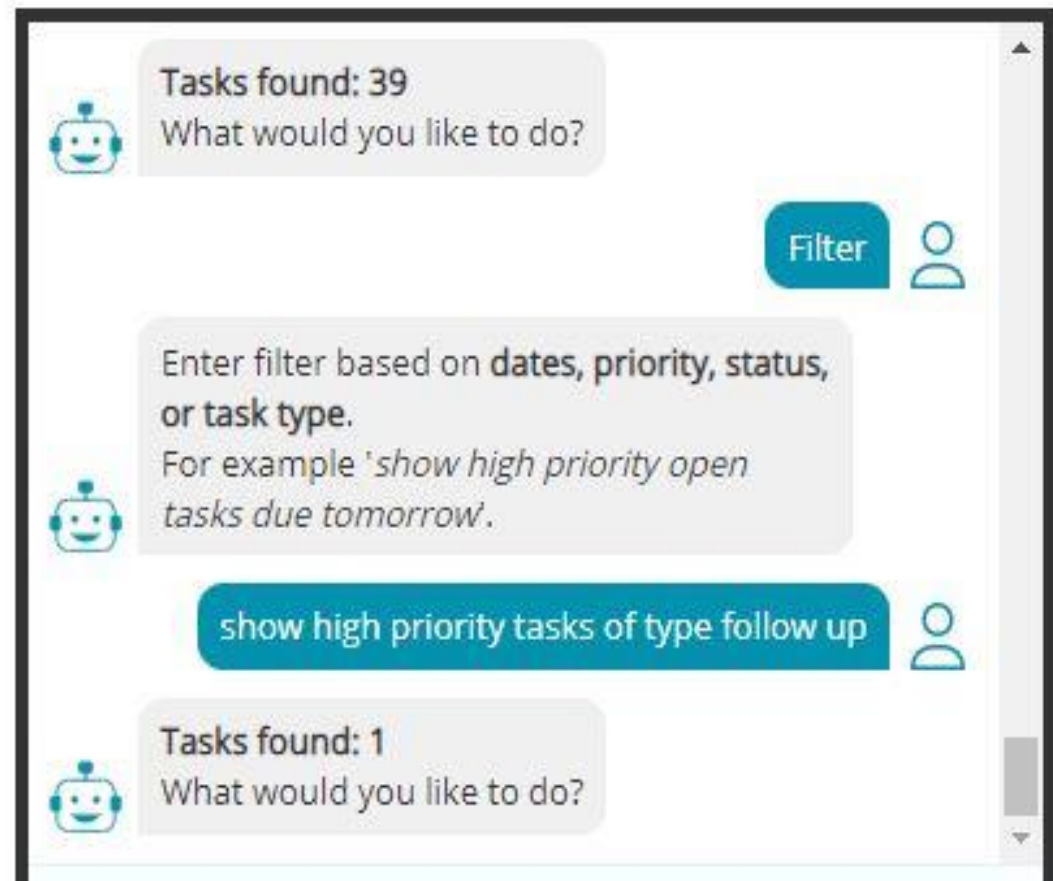 Tasks found: 39
What would you like to do?
Filter
Enter filter based on dates, priority, status,
or task type.
For example 'show high priority open
tasks due tomorrow'.
show high priority tasks of type follow up
Tasks found: 1
What would you like to do?